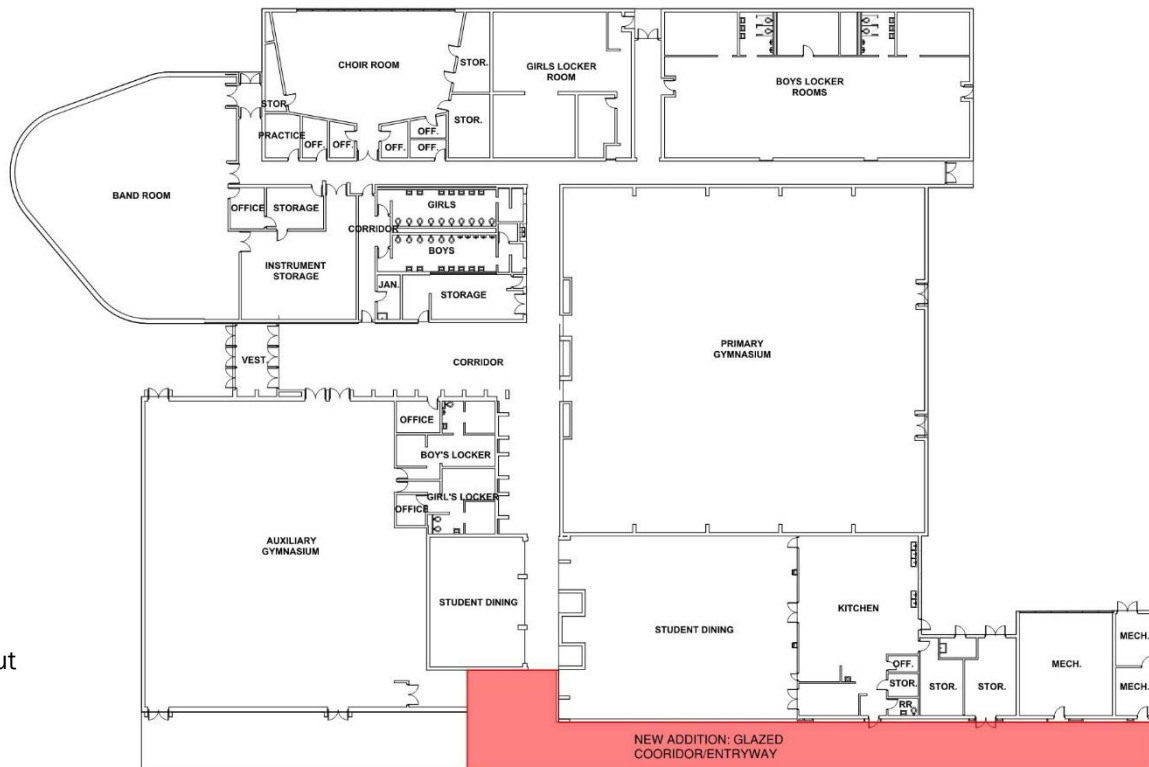 CHOIR ROOM
STOR.
GIRLS LOCKER
ROOM
BOYS LOCKER
ROOMS
STOR.
STOR.
PRACTICE
OFF.
OFF.
OFF.
OFF.
OFF.
BAND ROOM
OFFICE
STORAGE
GIRLS
CORRIDOR
BOYS
INSTRUMENT
STORAGE
JAN.
STORAGE
PRIMARY
GYMNASIUM
VEST.
CORRIDOR
OFFICE
BOY'S LOCKER
GIRL'S LOCKER
OFFICE
AUXILIARY
GYMNASIUM
STUDENT DINING
STUDENT DINING
KITCHEN
OFF.
STOR.
RR
STOR.
STOR.
MECH.
MECH.
MECH.
ut
NEW ADDITION: GLAZED
COORIDOR/ENTRYWAY